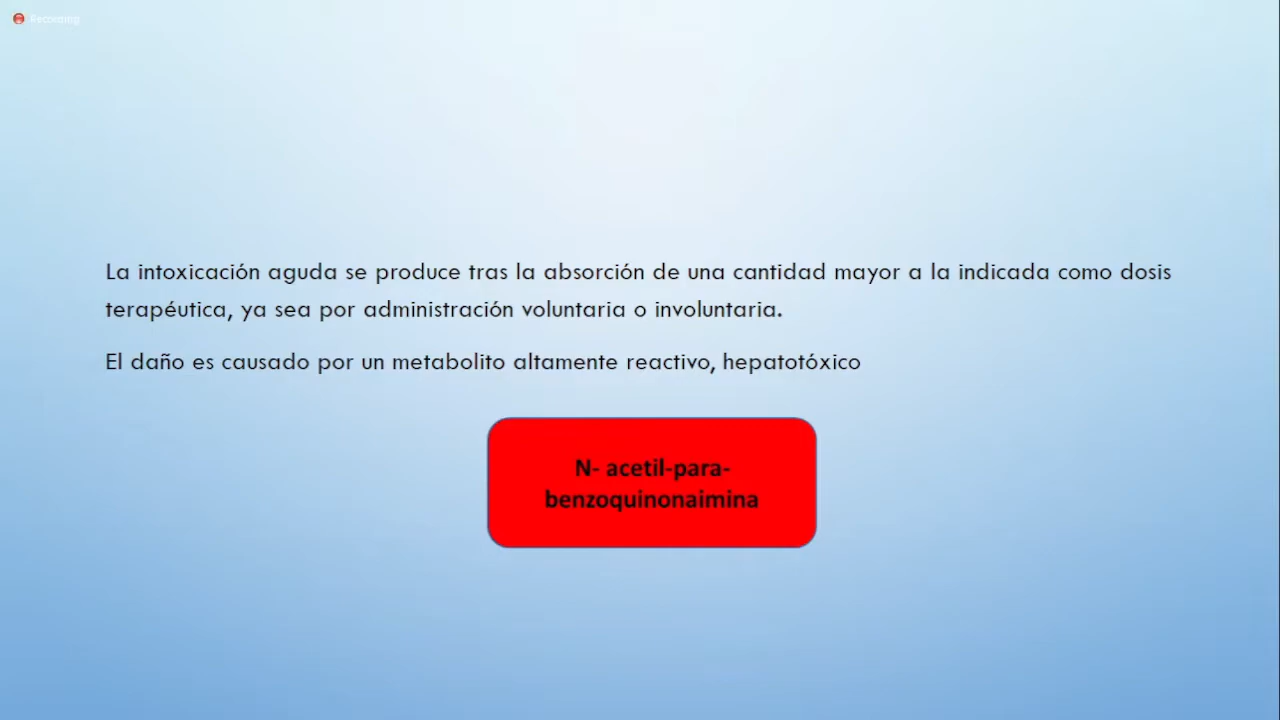 Recording
La intoxicación aguda se produce tras la absorción de una cantidad mayor a la indicada como dosis
terapéutica, ya sea por administración voluntaria o involuntaria.
El daño es causado por un metabolito altamente reactivo, hepatotóxico
N- acetil-para-
benzoquinonaimina